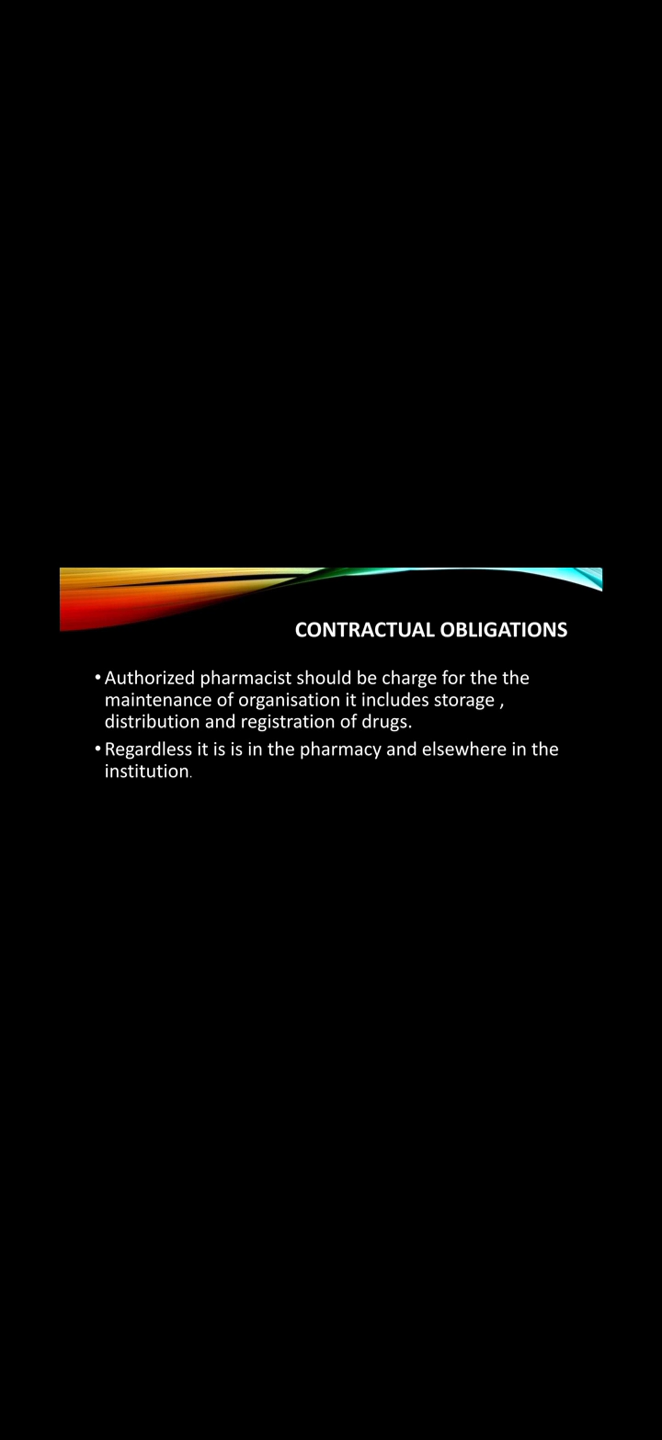 CONTRACTUAL OBLIGATIONS
• Authorized pharmacist should be charge for the the
maintenance of organisation it includes storage ,
distribution and registration of drugs.
• Regardless it is is in the pharmacy and elsewhere in the
institution.